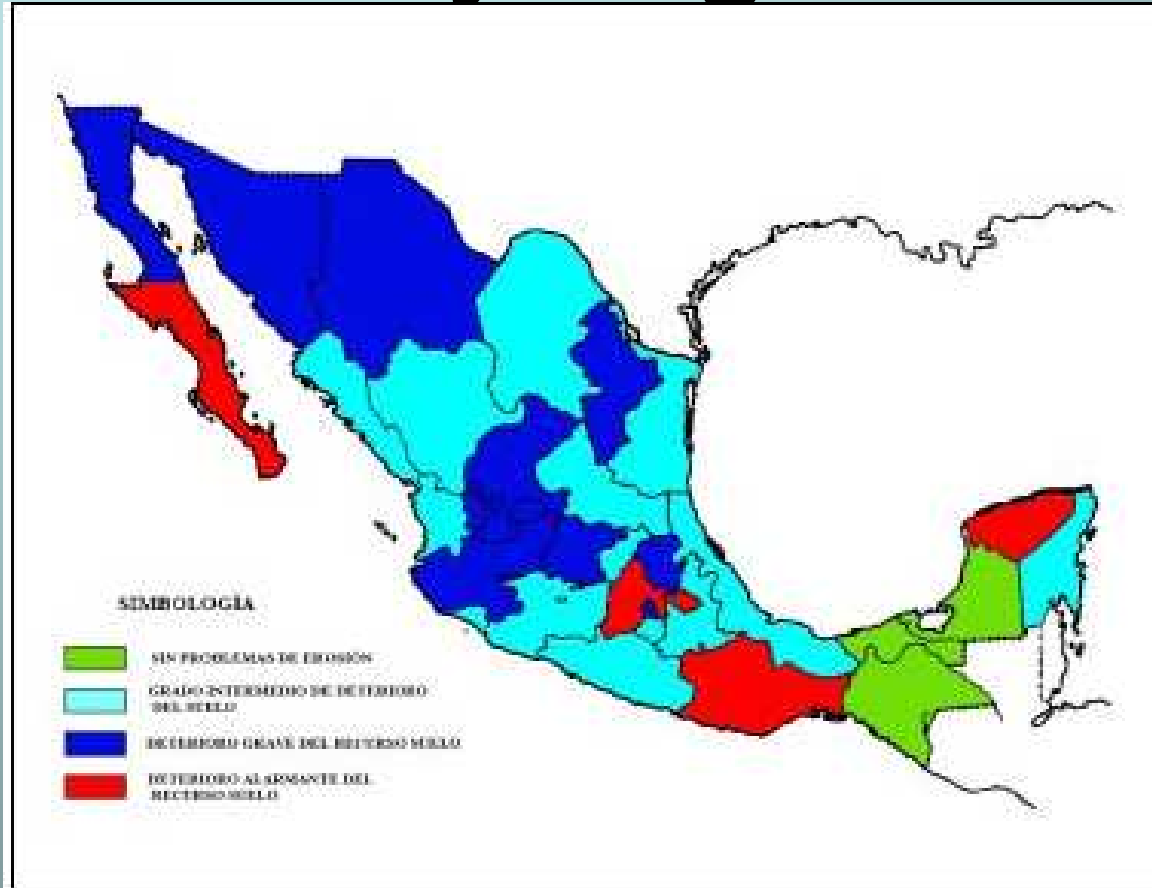 SIMBOLOGÍA
SIN PROBLEMAS DE EROSIÓN
GRADO INTERMEDIO DE DETERIORO
DEL SUELO
DETERIORO GRAVE DEL RECURSO SUELO
DETERIORO ALARMANTE DEL
RECURSO SUELO